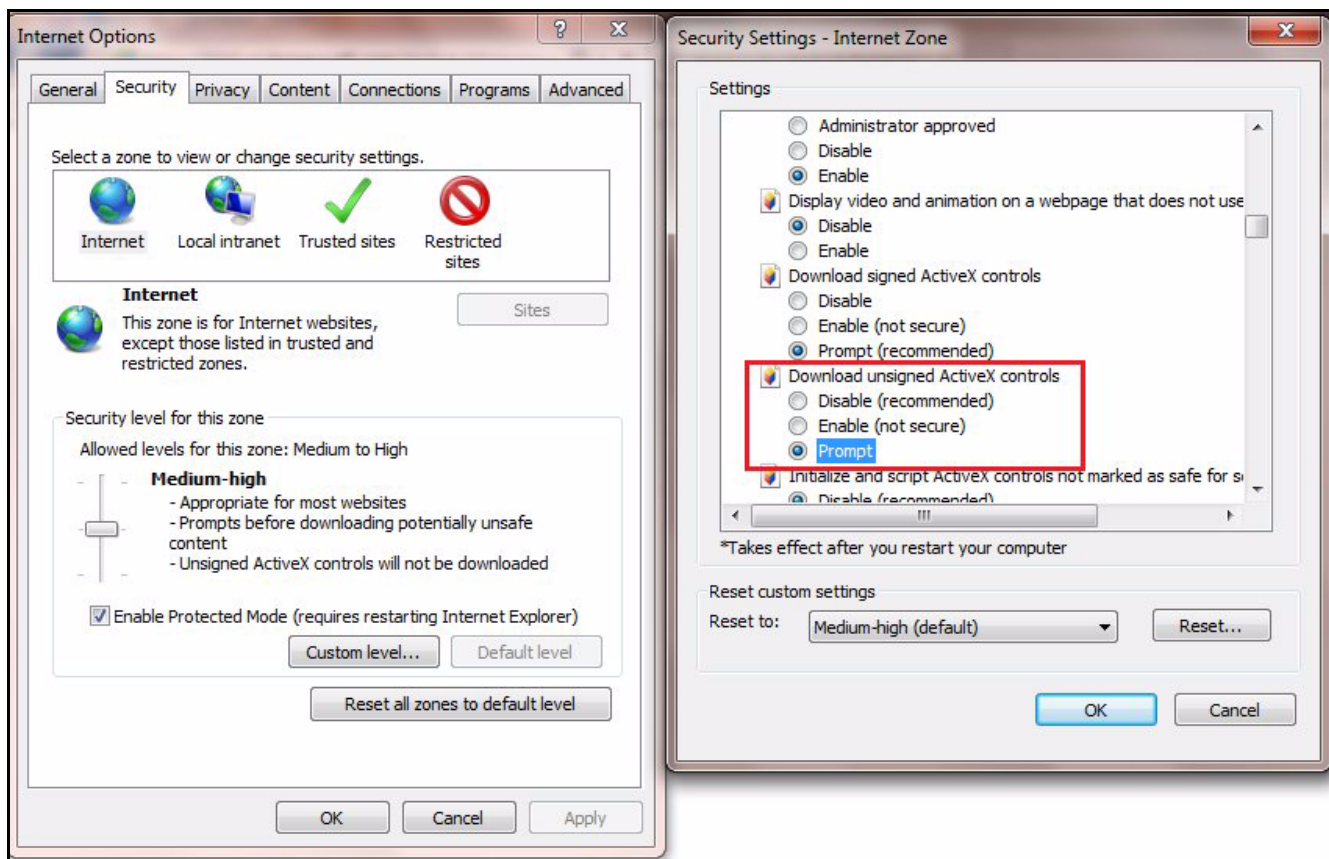 Internet Options
General Security Privacy Content Connections Programs Advanced
Select a zone to view or change security settings.
Internet
Local intranet
Trusted sites
Restricted
sites
Internet
This zone is for Internet websites,
except those listed in trusted and
restricted zones.
Sites
Security level for this zone
Allowed levels for this zone: Medium to High
Medium-high
- Appropriate for most websites
- Prompts before downloading potentially unsafe
content
- Unsigned ActiveX controls will not be downloaded
Enable Protected Mode (requires restarting Internet Explorer)
Custom level...
Default level
Reset all zones to default level
OK
Cancel
Apply
Security Settings - Internet Zone
Settings
Administrator approved
Disable
Enable
Display video and animation on a webpage that does not use
Disable
Enable
Download signed ActiveX controls
Disable
Enable (not secure)
Prompt (recommended)
Download unsigned ActiveX controls
Disable (recommended)
Enable (not secure)
Prompt
Initialize and script ActiveX controls not marked as safe for
Disable (recommended)
*Takes effect after you restart your computer
Reset custom settings
Reset to:
Medium-high (default)
Reset...
OK
Cancel